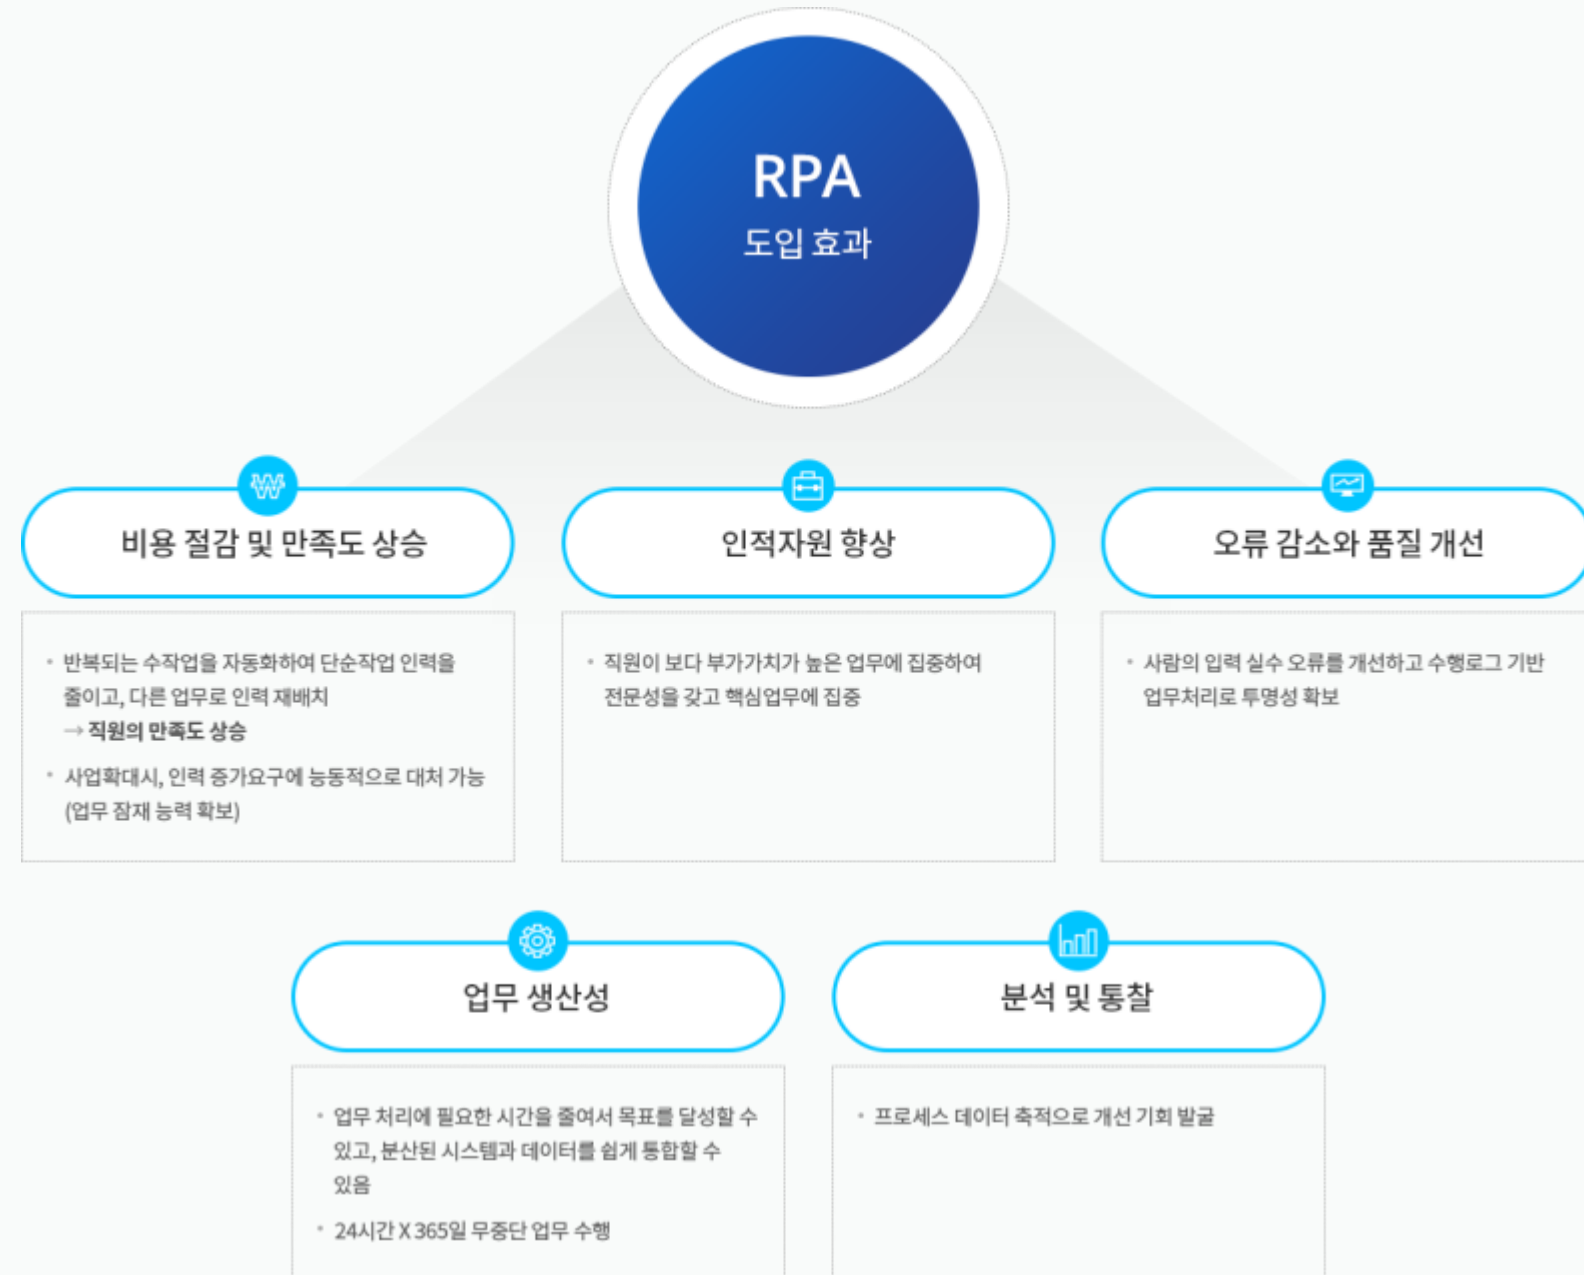 RPA
도입 효과
비용 절감 및 만족도 상승
• 반복되는 수작업을 자동화하여 단순작업 인력을
줄이고, 다른 업무로 인력 재배치
→ 직원의 만족도 상승
• 사업확대시, 인력 증가요구에 능동적으로 대처 가능
(업무 잠재 능력 확보)
인적자원 향상
• 직원이 보다 부가가치가 높은 업무에 집중하여
전문성을 갖고 핵심업무에 집중
오류 감소와 품질 개선
• 사람의 입력 실수 오류를 개선하고 수행로그 기반
업무처리로 투명성 확보
업무 생산성
• 업무 처리에 필요한 시간을 줄여서 목표를 달성할 수
있고, 분산된 시스템과 데이터를 쉽게 통합할 수
있음
• 24시간 X 365일 무중단 업무 수행
분석 및 통찰
• 프로세스 데이터 축적으로 개선 기회 발굴